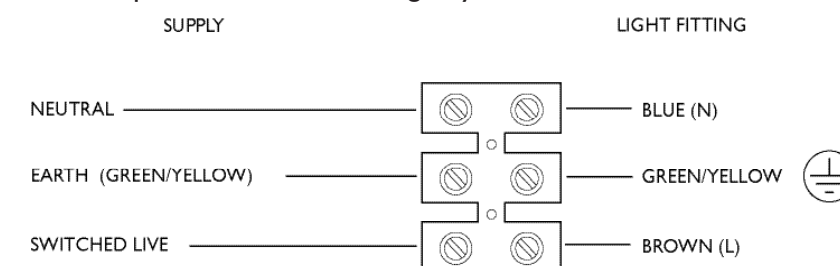 SUPPLY LIGHT FITTING
NEUTRAL BLUE (N)
EARTH (GREEN/YELLOW) GREEN/YELLOW
SWITCHED LIVE BROWN (L)